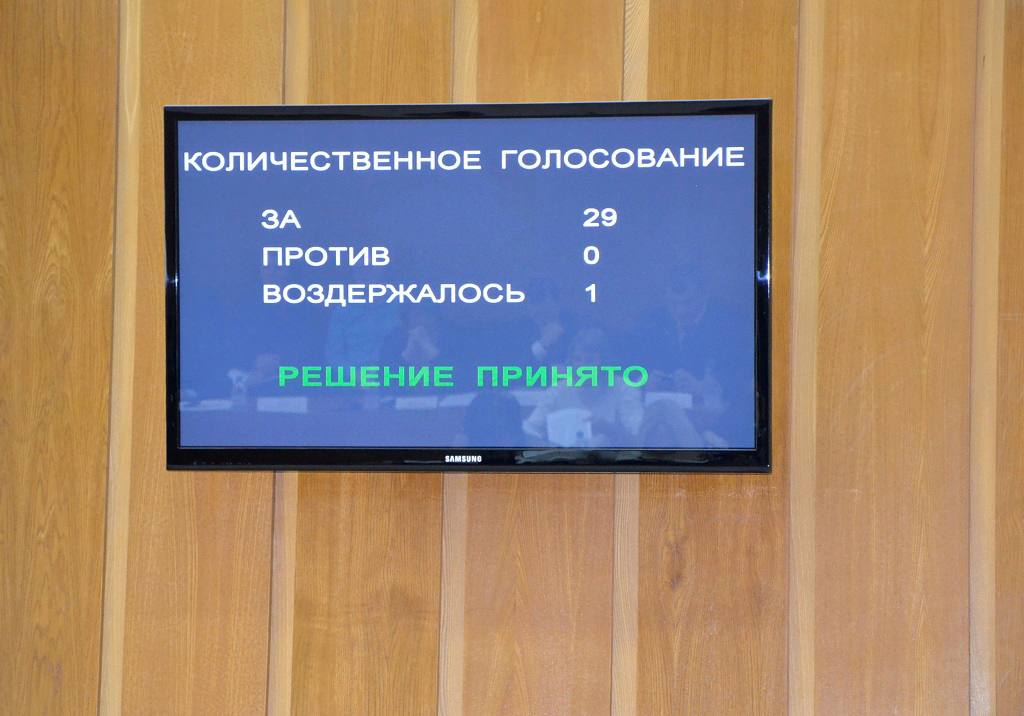 КОЛИЧЕСТВЕННОЕ ГОЛОСОВАНИЕ
ЗА 29
ПРОТИВ 0
ВОЗДЕРЖАЛОСЬ 1
РЕШЕНИЕ ПРИНЯТО
SAMSUNG